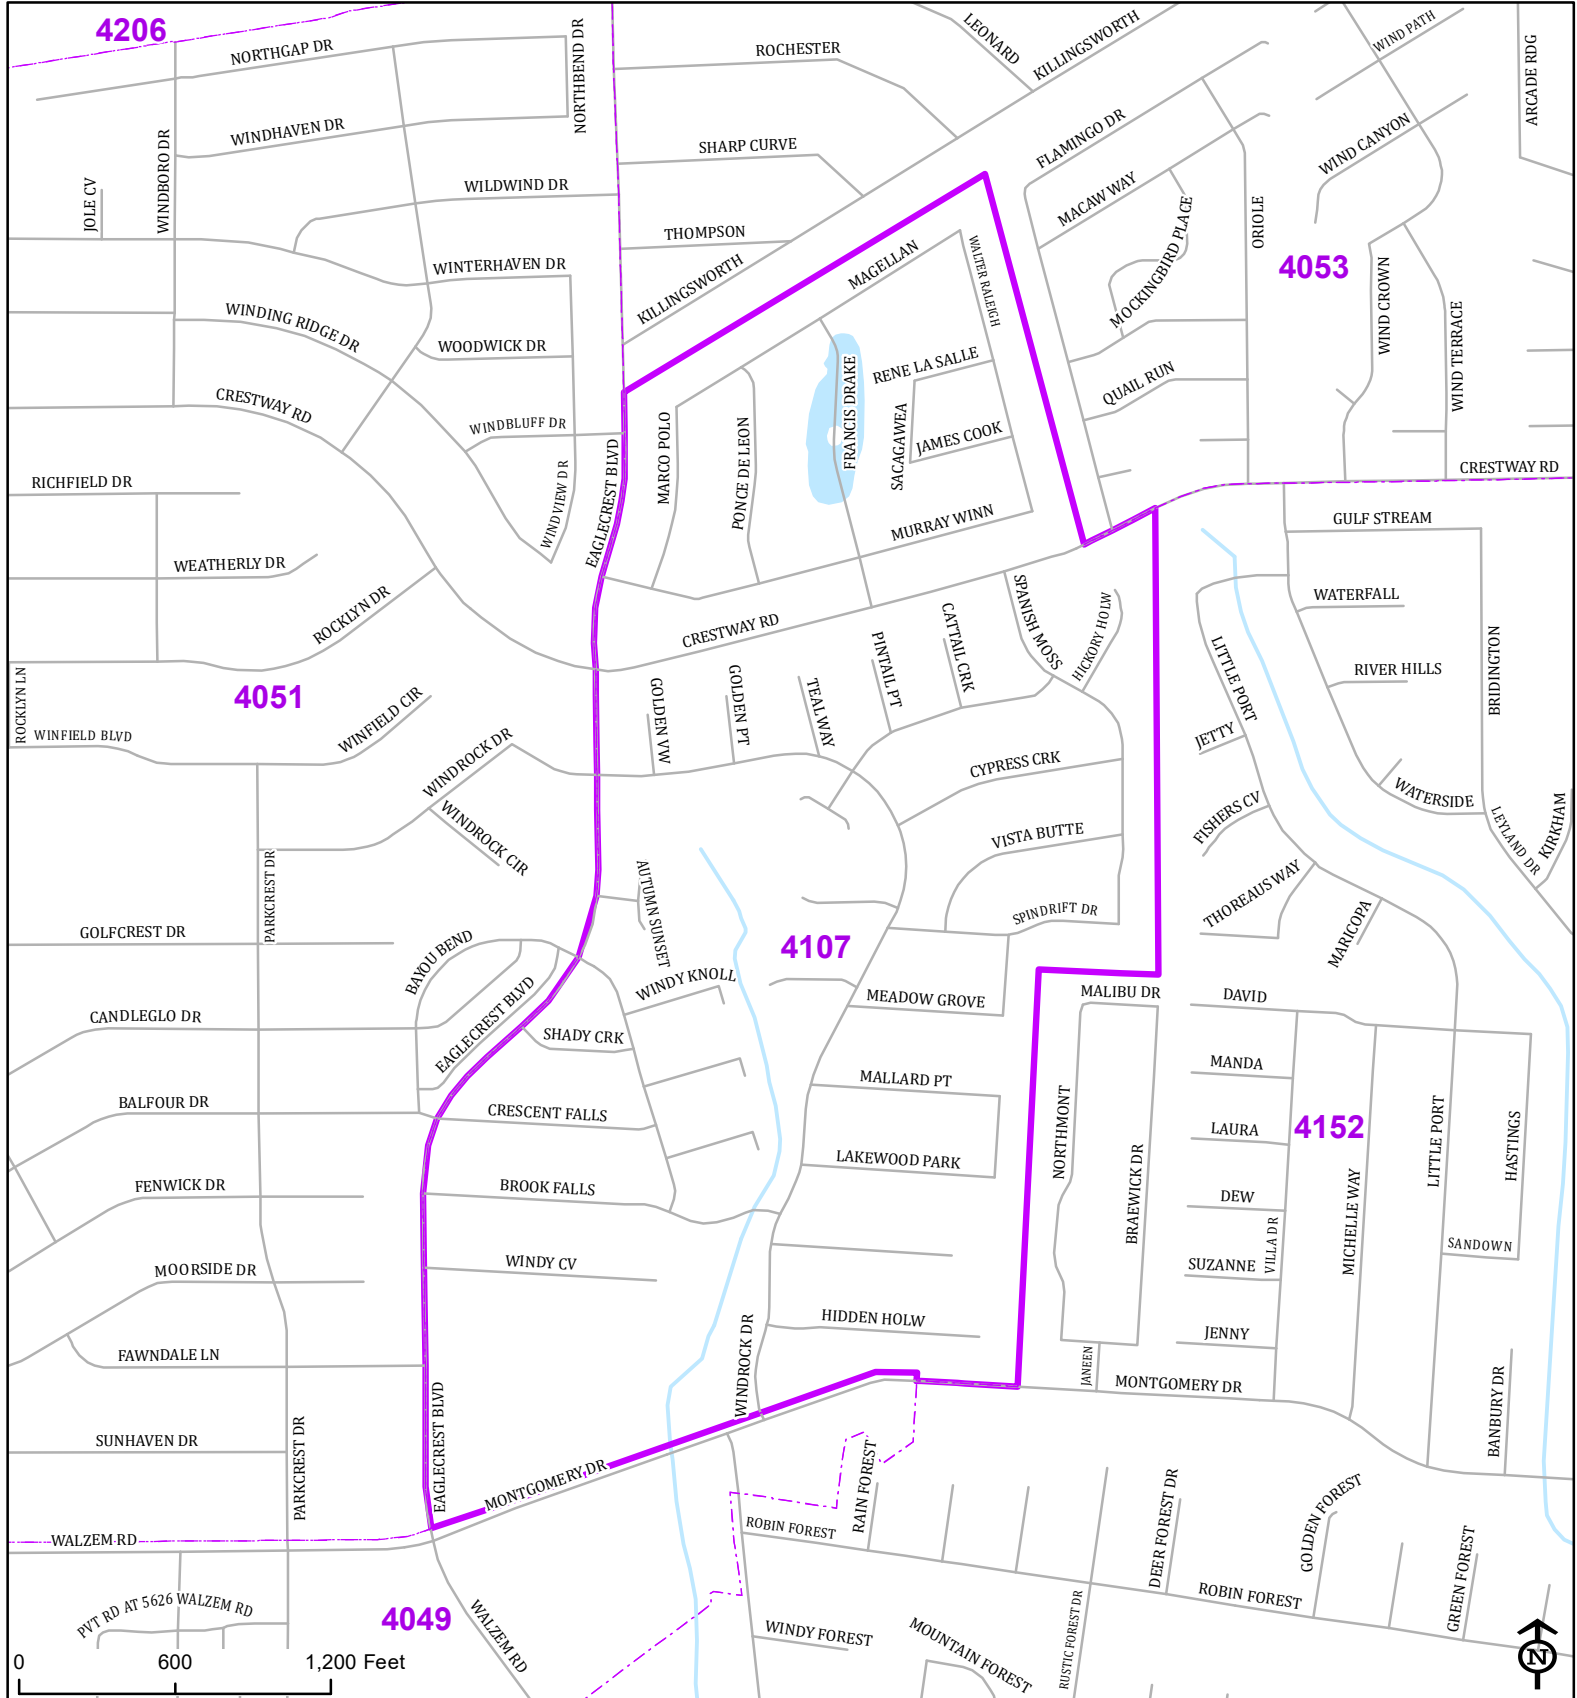 4206
NORTHGAP DR
NORTHBEND DR
ROCHESTER
LEONARD
KILLINGSWORTH
WIND PATH
ARCADE RDG
WINDBORO DR
WINDHAVEN DR
SHARP CURVE
FLAMINGO DR
WIND CANYON
JOLE CV
WILDWIND DR
MACAW WAY
MOCKINGBIRD PLACE
ORIOLE
THOMPSON
KILLINGSWORTH
MAGELLAN
WALTER RALEIGH
4053
WINTERHAVEN DR
WINDING RIDGE DR
WOODWICK DR
WIND CROWN
WIND TERRACE
FRANCIS DRAKE
RENE LA SALLE
QUAIL RUN
CRESTWAY RD
WINDBLUFF DR
EAGLECREST BLVD
MARCO POLO
PONCE DE LEON
SACAGAWEA
JAMES COOK
CRESTWAY RD
RICHFIELD DR
WINDVIEW DR
MURRAY WINN
GULF STREAM
WEATHERLY DR
ROCKLYN DR
CRESTWAY RD
SPANISH MOSS
HICKORY HOLW
WATERFALL
CATTAIL CRK
PINTAIL PT
LITTLE PORT
RIVER HILLS
BRIDINGTON
ROCKLYN LN
4051
WINFIELD CIR
GOLDEN VW
GOLDEN PT
TEAL WAY
WINFIELD BLVD
WINDROCK DR
JETTY
CYPRESS CRK
WATERSIDE
WINDROCK CIR
FISHERS CV
LEYLAND DR
KIRKHAM
VISTA BUTTE
PARKCREST DR
AUTUMN SUNSET
THOREAUS WAY
SPINDRIFT DR
MARICOPA
GOLFCREST DR
BAYOU BEND
4107
WINDY KNOLL
MEADOW GROVE
MALIBU DR
DAVID
CANDLEGLO DR
EAGLECREST BLVD
SHADY CRK
MANDA
MALLARD PT
BALFOUR DR
CRESCENT FALLS
NORTHMONT
LAURA
4152
LITTLE PORT
HASTINGS
LAKEWOOD PARK
BRAEWICK DR
FENWICK DR
BROOK FALLS
DEW
MICHELLE WAY
VILLA DR
SANDOWN
MOORSIDE DR
WINDY CV
SUZANNE
HIDDEN HOLW
JENNY
WINDROCK DR
FAWNDALE LN
JANEEN
MONTGOMERY DR
BANBURY DR
EAGLECREST BLVD
SUNHAVEN DR
PARKCREST DR
MONTGOMERY DR
RAIN FOREST
DEER FOREST DR
GOLDEN FOREST
ROBIN FOREST
WALZEM RD
GREEN FOREST
ROBIN FOREST
PVT RD AT 5626 WALZEM RD
4049
WALZEM RD
WINDY FOREST
MOUNTAIN FOREST
RUSTIC FOREST DR
N
0 600 1,200 Feet